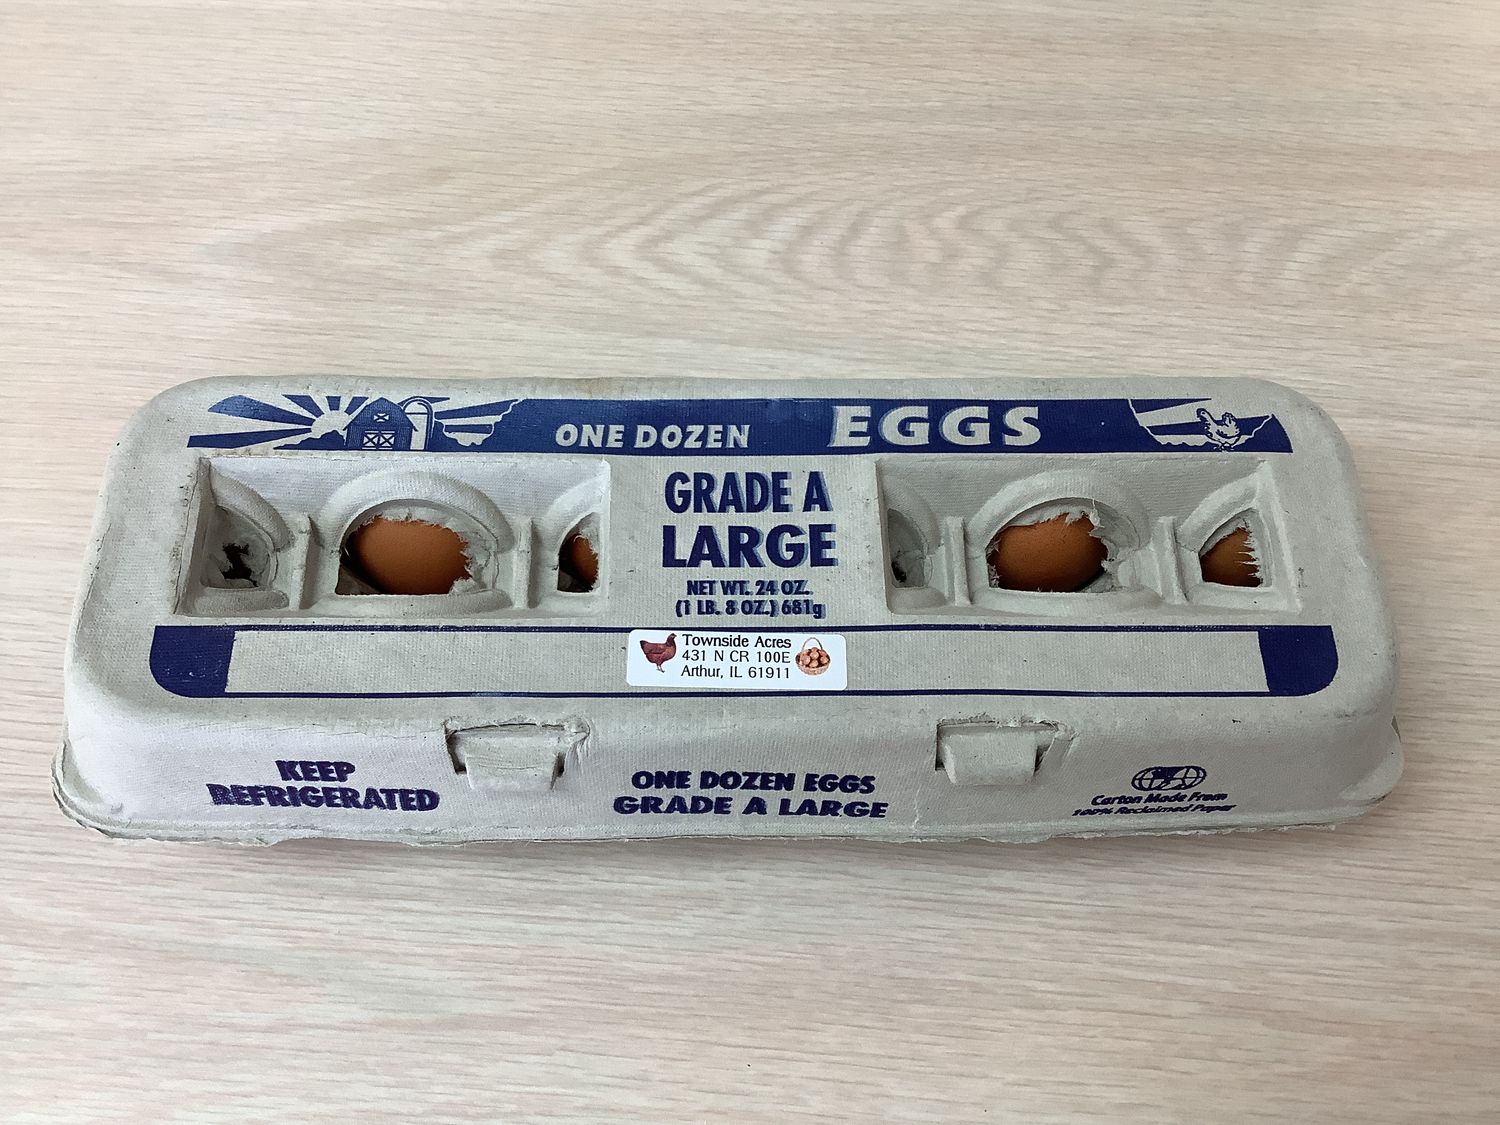 ONE DOZEN EGGS
GRADE A
LARGE
NET WT. 24 OZ.
(1 LB. 8 OZ.) 681g
Townside Acres
431 N CR 100E
Arthur, IL 61911
KEEP
REFRIGERATED
ONE DOZEN EGGS
GRADE A LARGE
Carton Made From
100% Reclaimed Paper